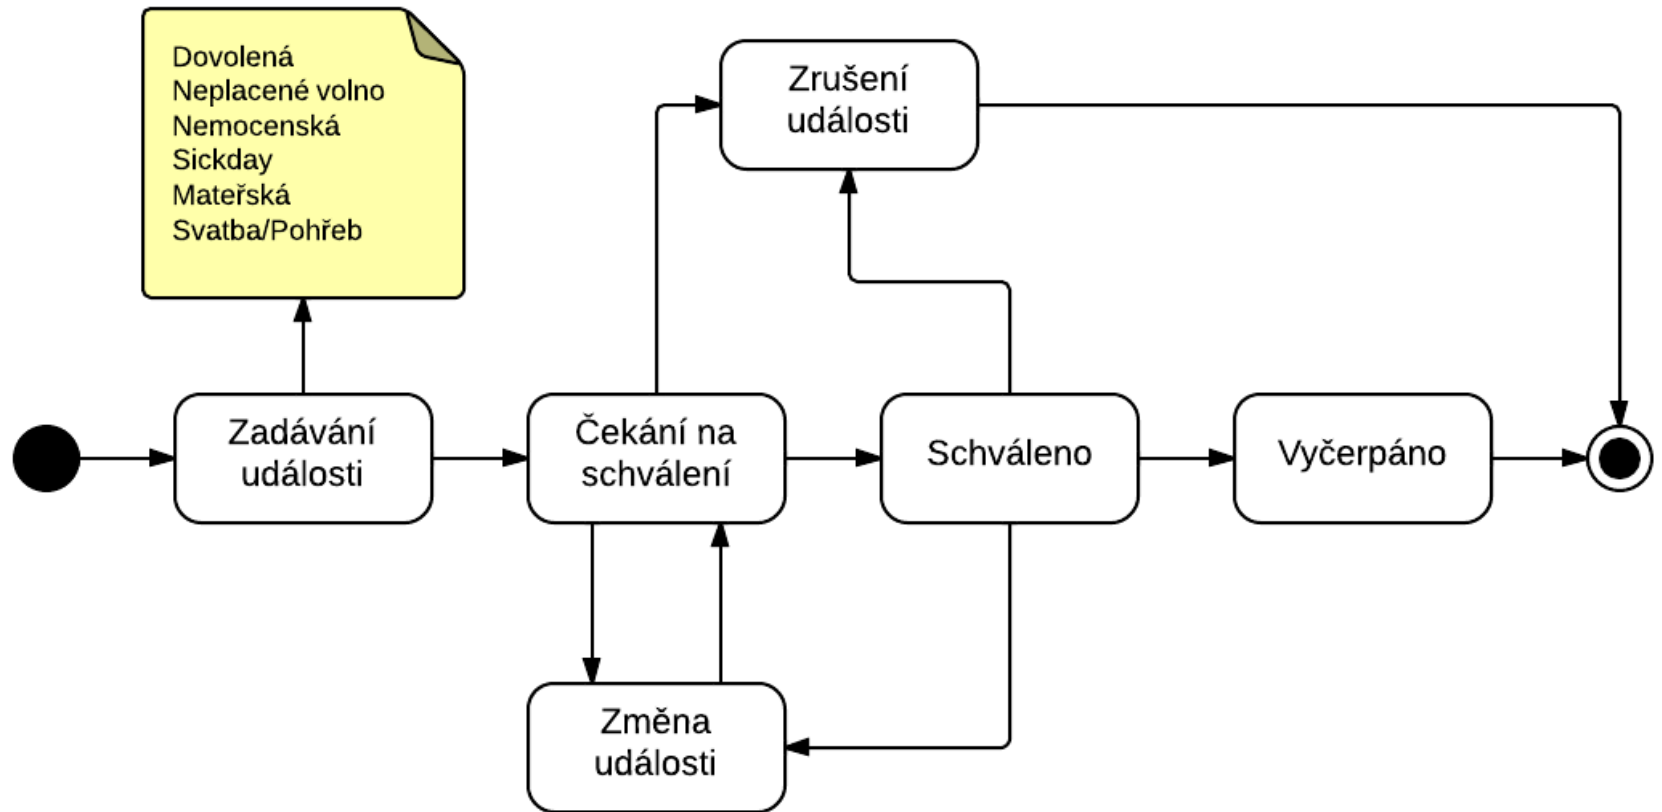 Dovolená
Neplacené volno
Nemocenská
Sickday
Mateřská
Svatba/Pohřeb
Zrušení
události
Zadávání
události
Čekání na
schválení
Schváleno
Vyčerpáno
Změna
události